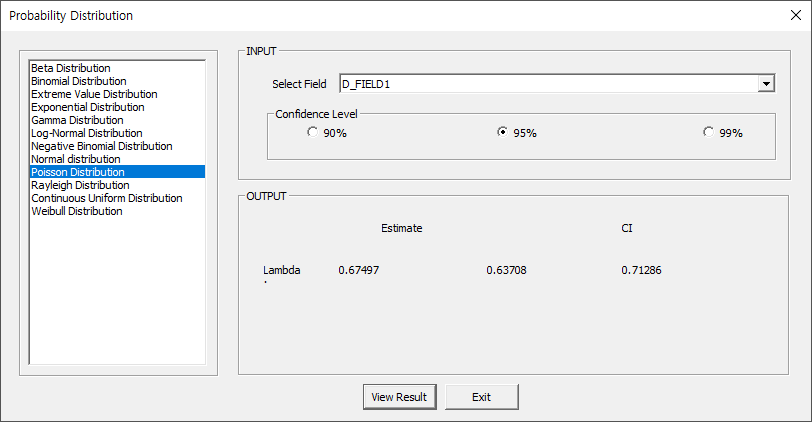 Probability Distribution
Beta Distribution
Binomial Distribution
Extreme Value Distribution
Exponential Distribution
Gamma Distribution
Log-Normal Distribution
Negative Binomial Distribution
Normal distribution
Poisson Distribution
Rayleigh Distribution
Continuous Uniform Distribution
Weibull Distribution
INPUT
Select Field D_FIELD1
Confidence Level
90% 95% 99%
OUTPUT
Estimate CI
Lambda 0.67497 0.63708 0.71286
.
View Result Exit